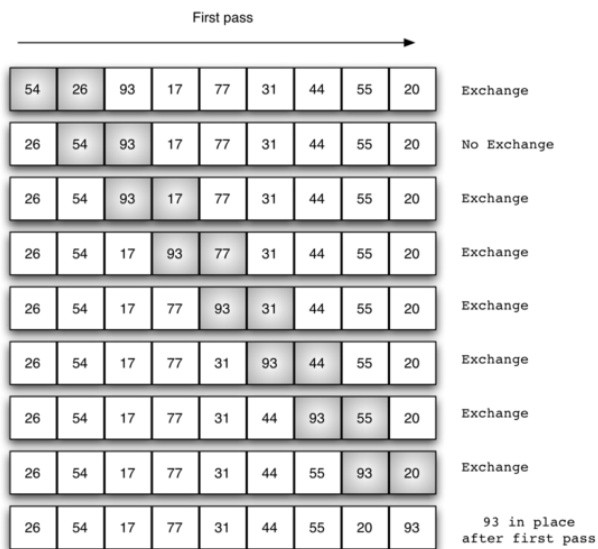 First pass
54 26 93 17 77 31 44 55 20 Exchange
26 54 93 17 77 31 44 55 20 No Exchange
26 54 93 17 77 31 44 55 20 Exchange
26 54 17 93 77 31 44 55 20 Exchange
26 54 17 77 93 31 44 55 20 Exchange
26 54 17 77 31 93 44 55 20 Exchange
26 54 17 77 31 44 93 55 20 Exchange
26 54 17 77 31 44 55 93 20 Exchange
26 54 17 77 31 44 55 20 93 93 in place
after first pass